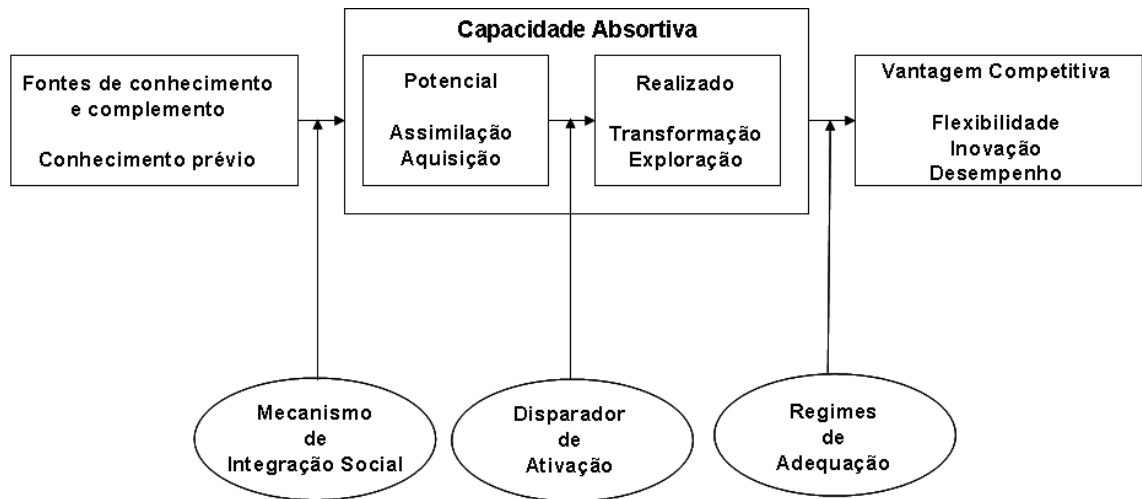 Capacidade Absortiva
Fontes de conhecimento
e complemento
Conhecimento prévio
Potencial
Assimilação
Aquisição
Realizado
Transformação
Exploração
Vantagem Competitiva
Flexibilidade
Inovação
Desempenho
Mecanismo
de
Integração Social
Disparador
de
Ativação
Regimes
de
Adequação